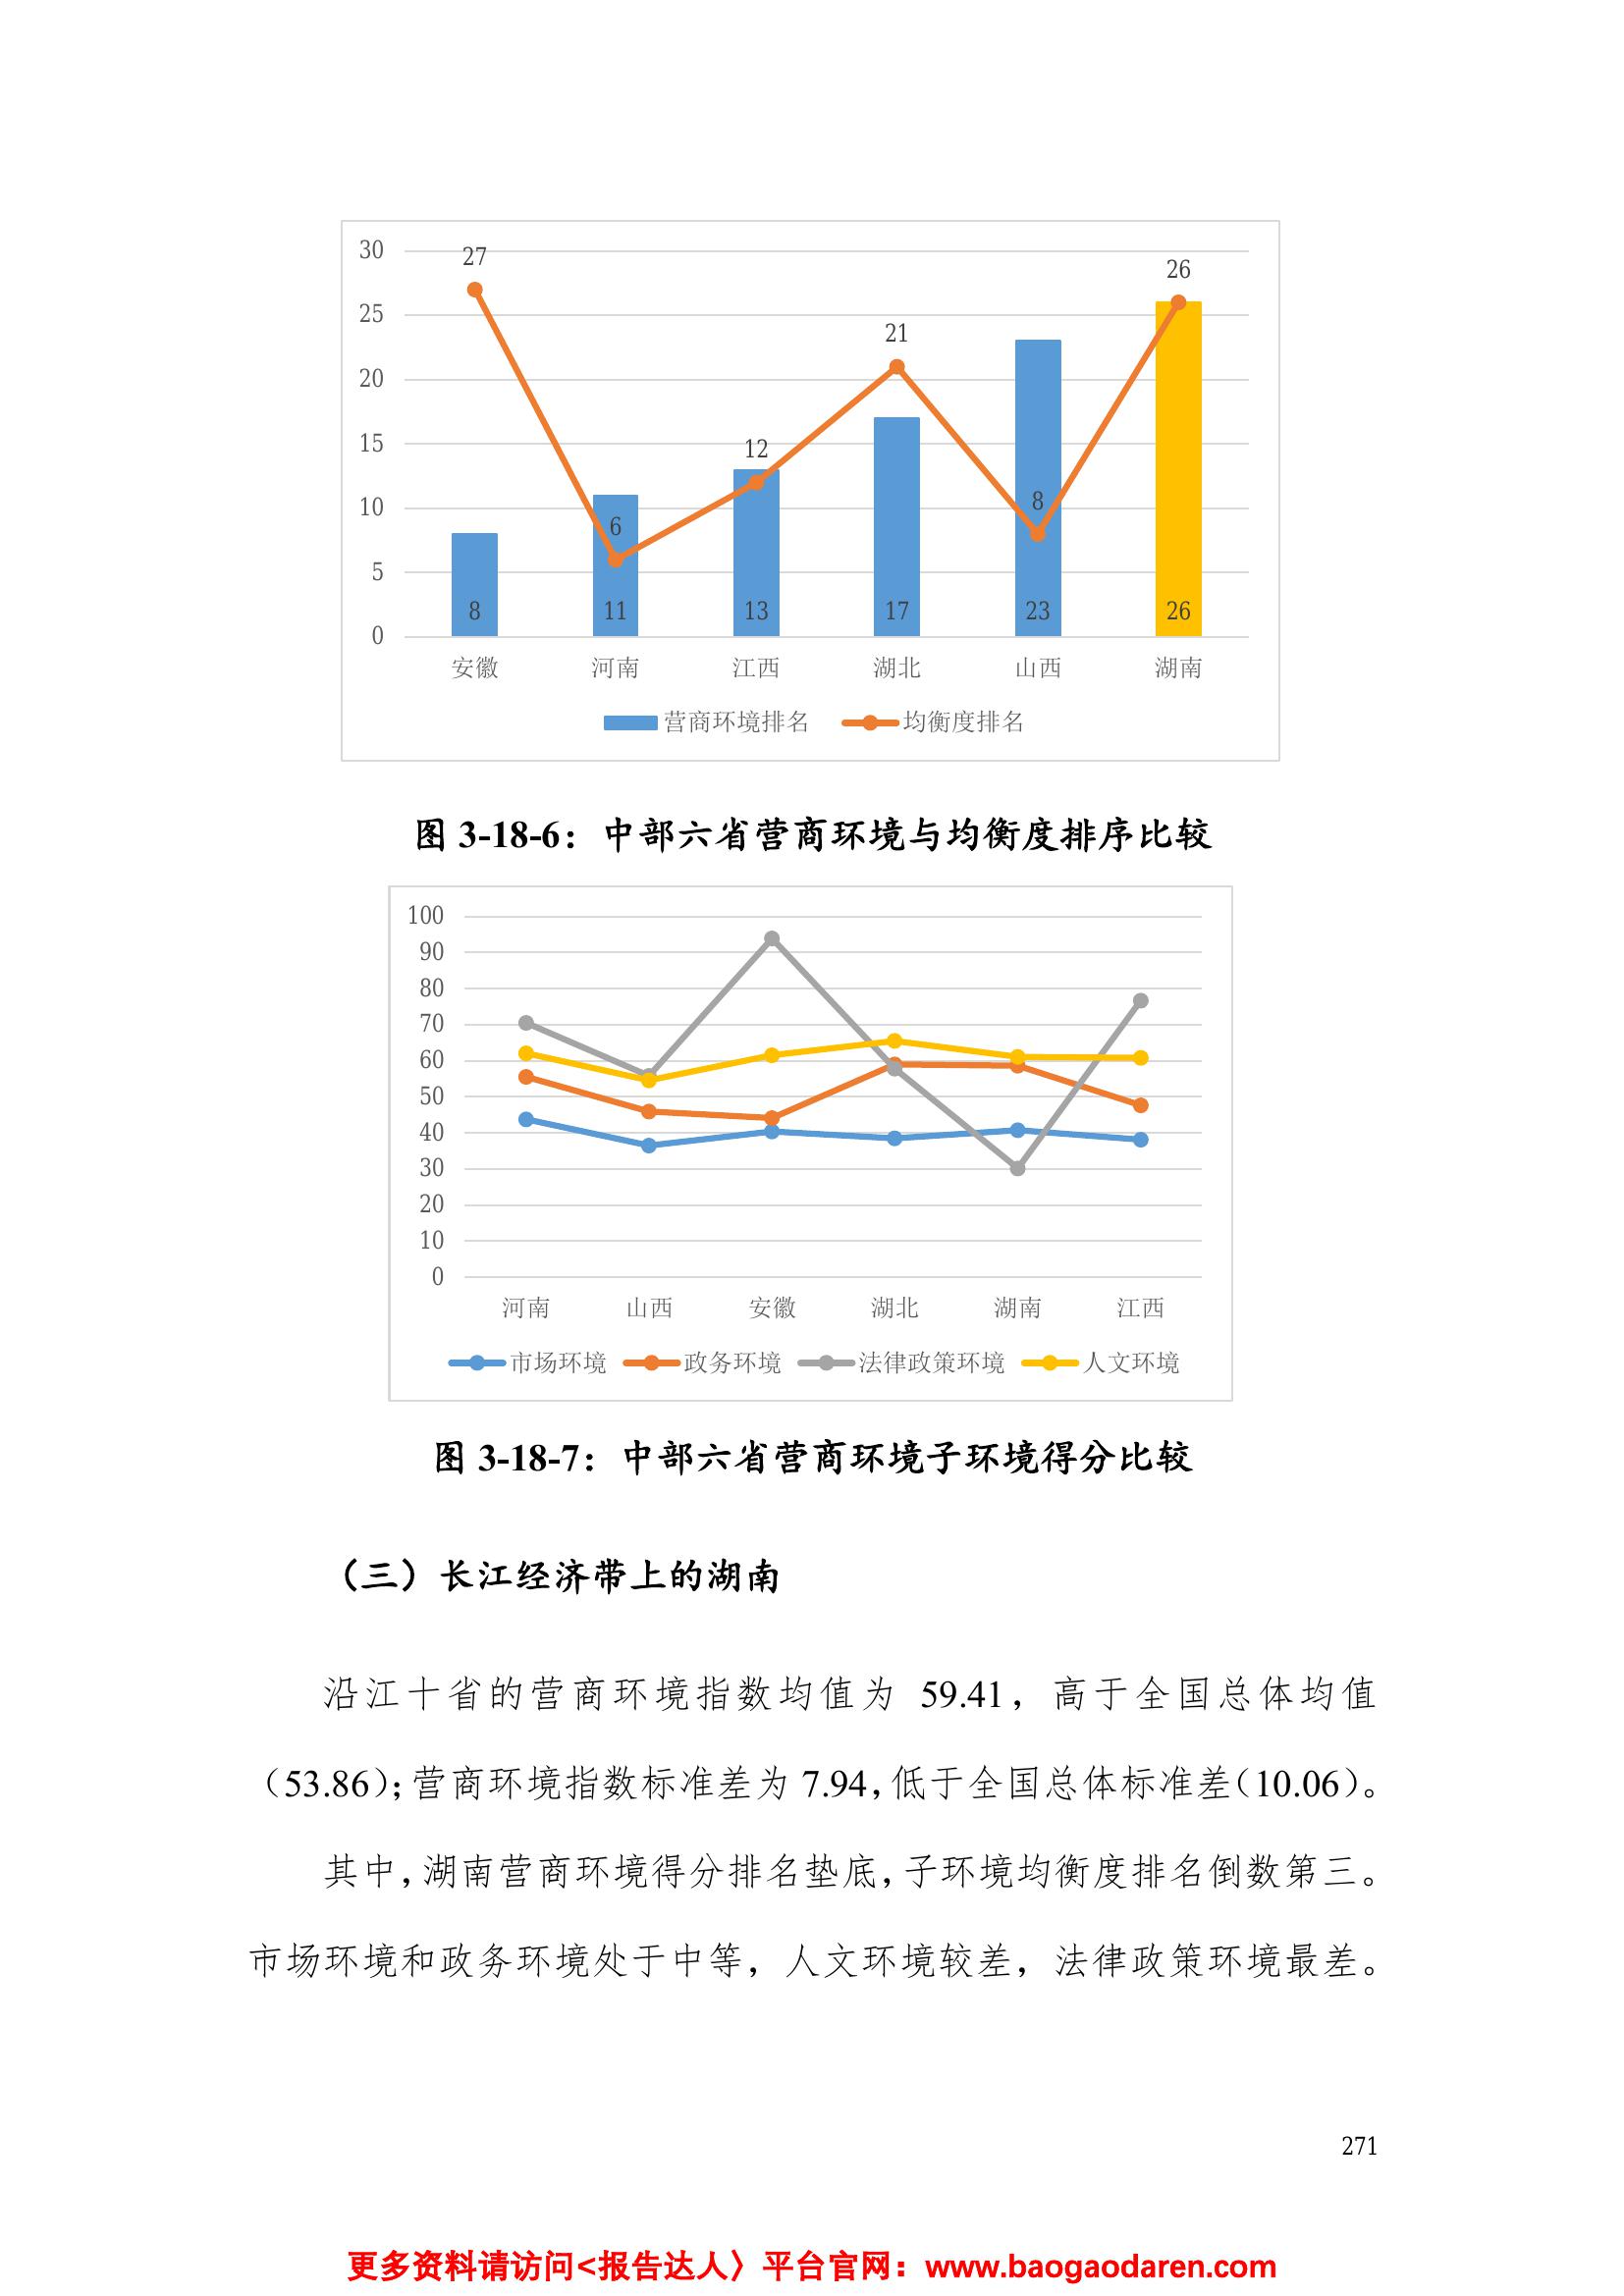 30
25
20
15
10
5
0
27
6
12
21
8
26
8
11
13
17
23
26
安徽 河南 江西 湖北 山西 湖南
营商环境排名 均衡度排名
图 3-18-6：中部六省营商环境与均衡度排序比较
100
90
80
70
60
50
40
30
20
10
0
河南 山西 安徽 湖北 湖南 江西
市场环境 政务环境 法律政策环境 人文环境
图 3-18-7：中部六省营商环境子环境得分比较
（三）长江经济带上的湖南
沿江十省的营商环境指数均值为 59.41，高于全国总体均值
（53.86）；营商环境指数标准差为 7.94，低于全国总体标准差（10.06）。
其中，湖南营商环境得分排名垫底，子环境均衡度排名倒数第三。
市场环境和政务环境处于中等，人文环境较差，法律政策环境最差。
271
更多资料请访问<报告达人〉平台官网：www.baogaodaren.com